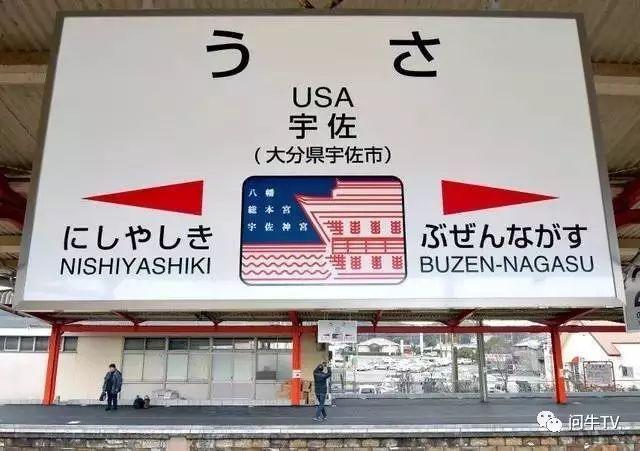 うさ
USA
宇佐
(大分県宇佐市)
八幡
総本宮
宇佐神宮
にしやしき
NISHIYASHIKI
ぶぜんながす
BUZEN-NAGASU
问牛TV